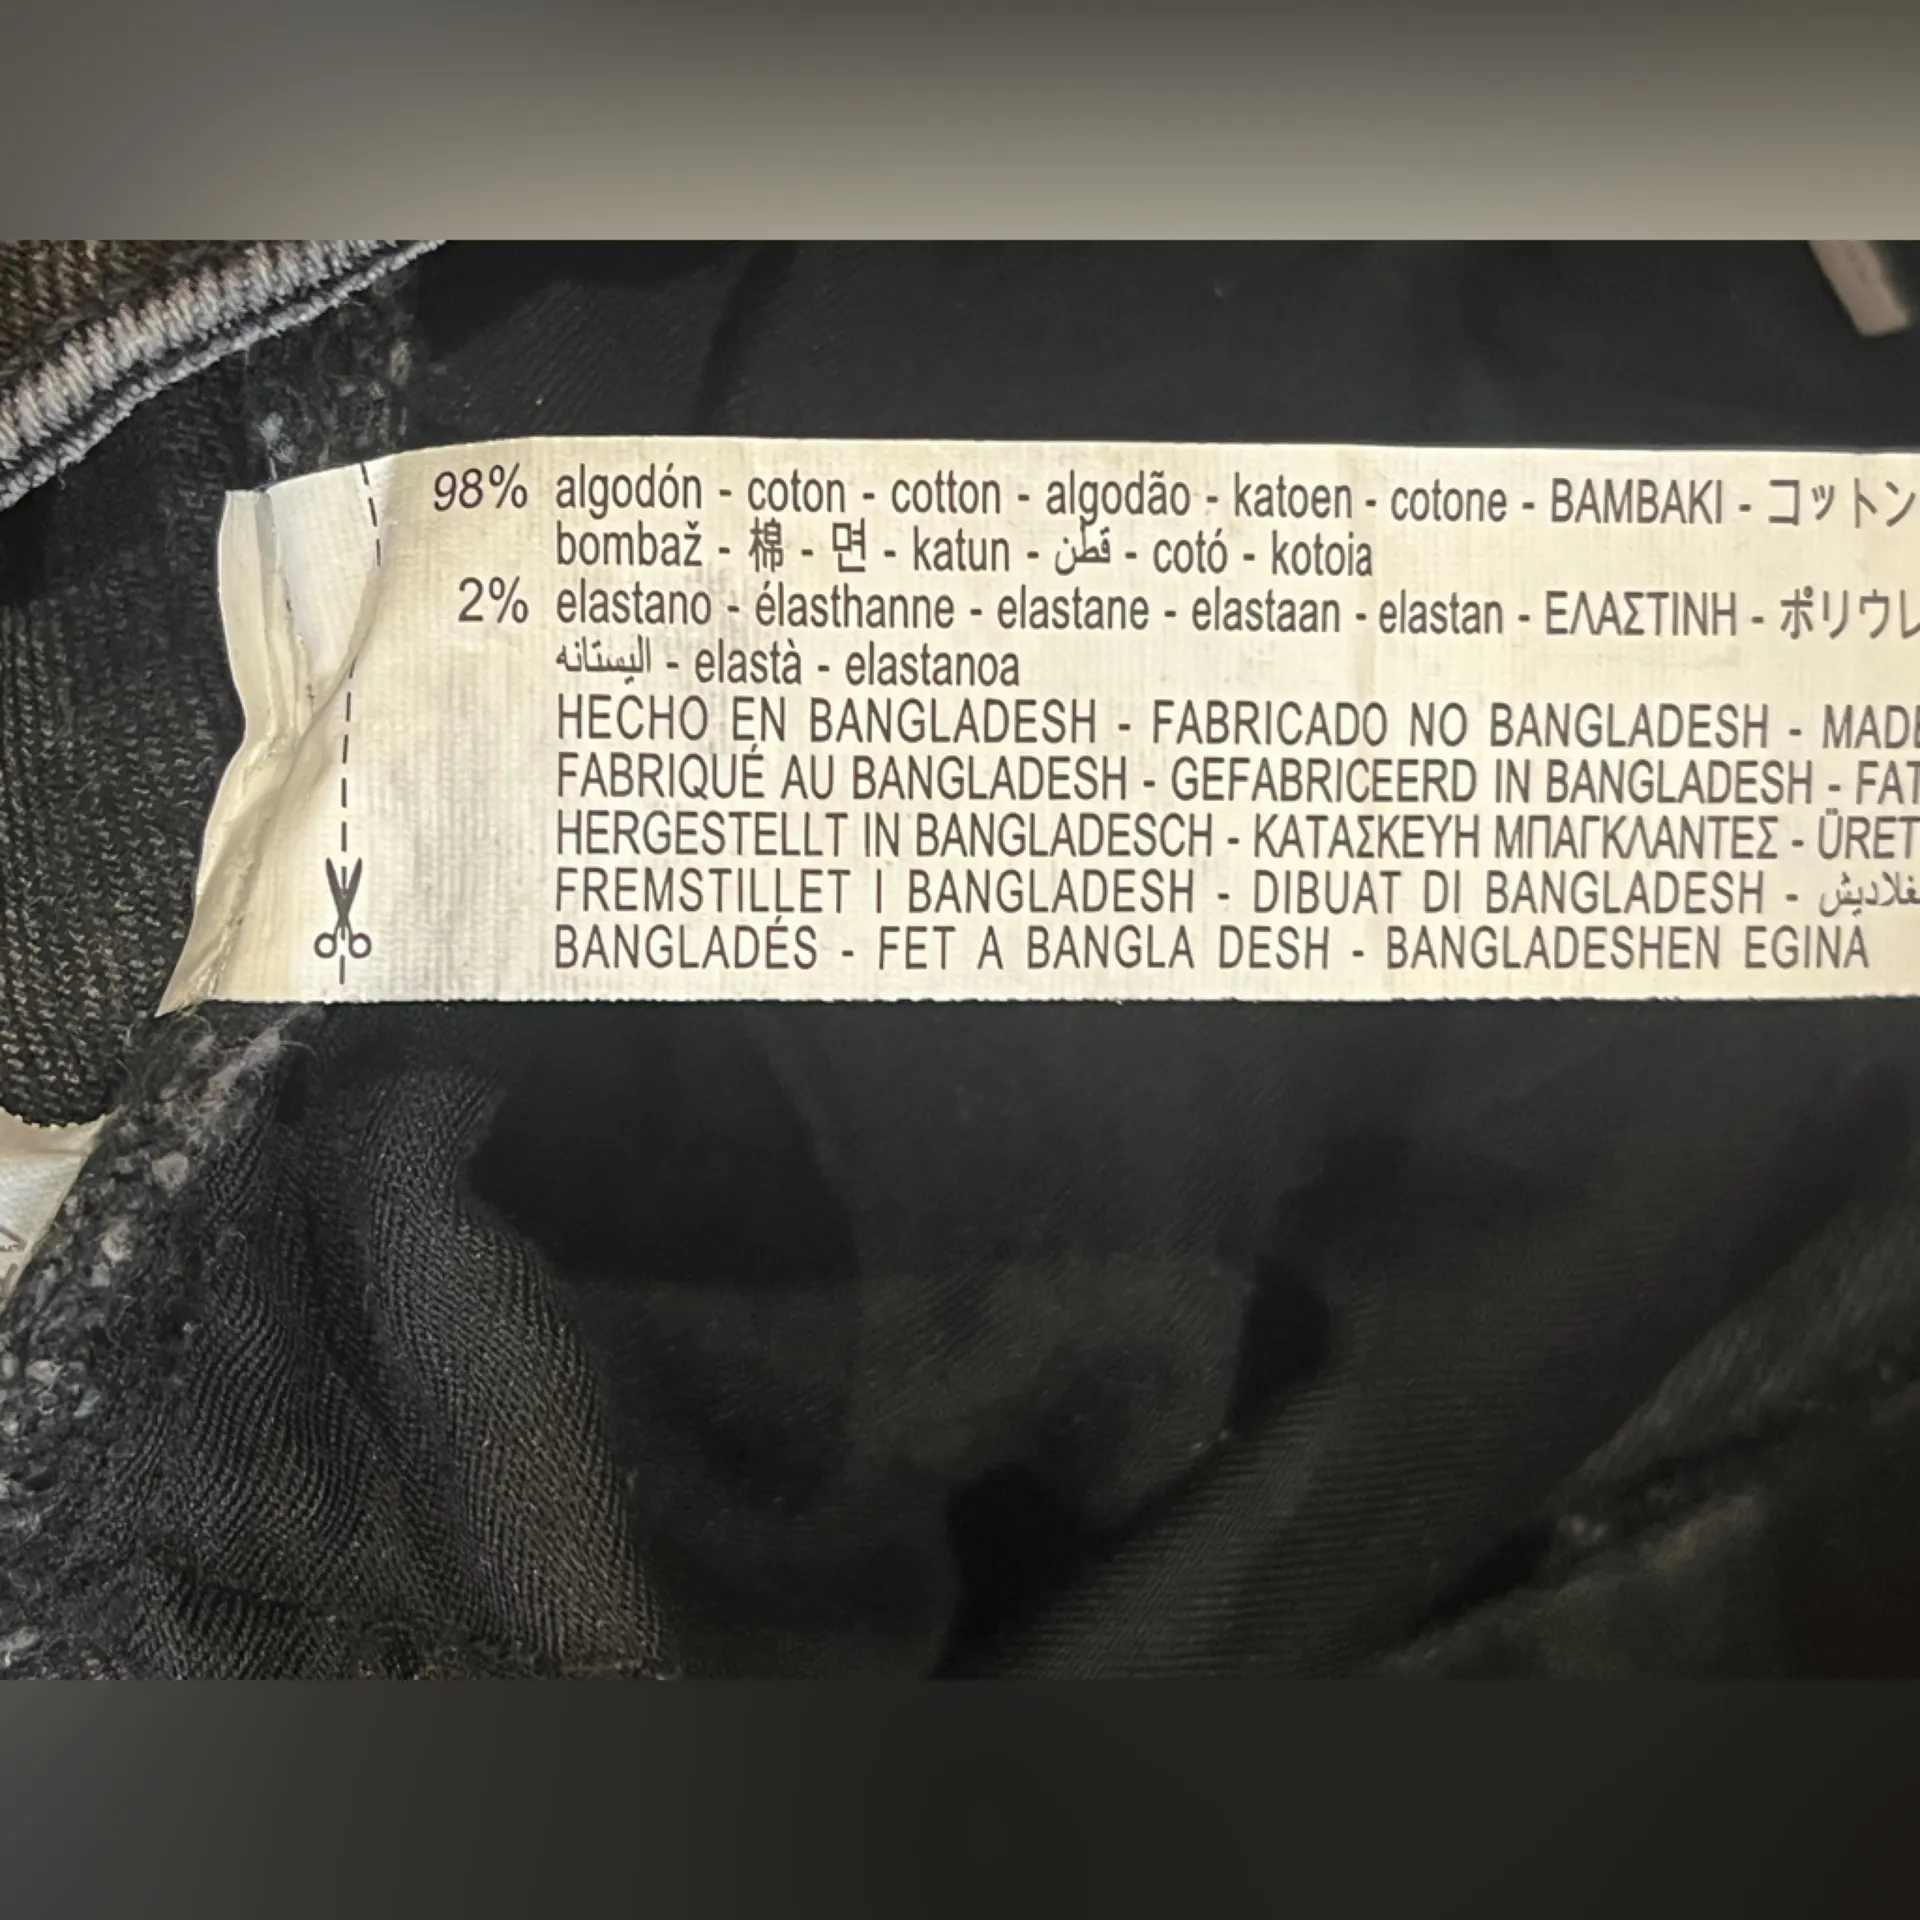 98% algodón - coton - cotton - algodão - katoen - cotone - BAMBAKI - コットン
bombaž - 棉 - 면 - katun - قطن - cotó - kotoia
2% elastano - élasthanne - elastane - elastaan - elastan - ΕΛΑΣΤΙΝΗ - ポリウレ
اليستانه - elastà - elastanoa
HECHO EN BANGLADESH - FABRICADO NO BANGLADESH - MADE
FABRIQUÉ AU BANGLADESH - GEFABRICEERD IN BANGLADESH - FAT
HERGESTELLT IN BANGLADESCH - ΚΑΤΑΣΚΕΥΗ ΜΠΑΓΚΛΑΝΤΕΣ - ÜRET
FREMSTILLET I BANGLADESH - DIBUAT DI BANGLADESH -
BANGLADÉS - FET A BANGLA DESH - BANGLADESHEN EGINA